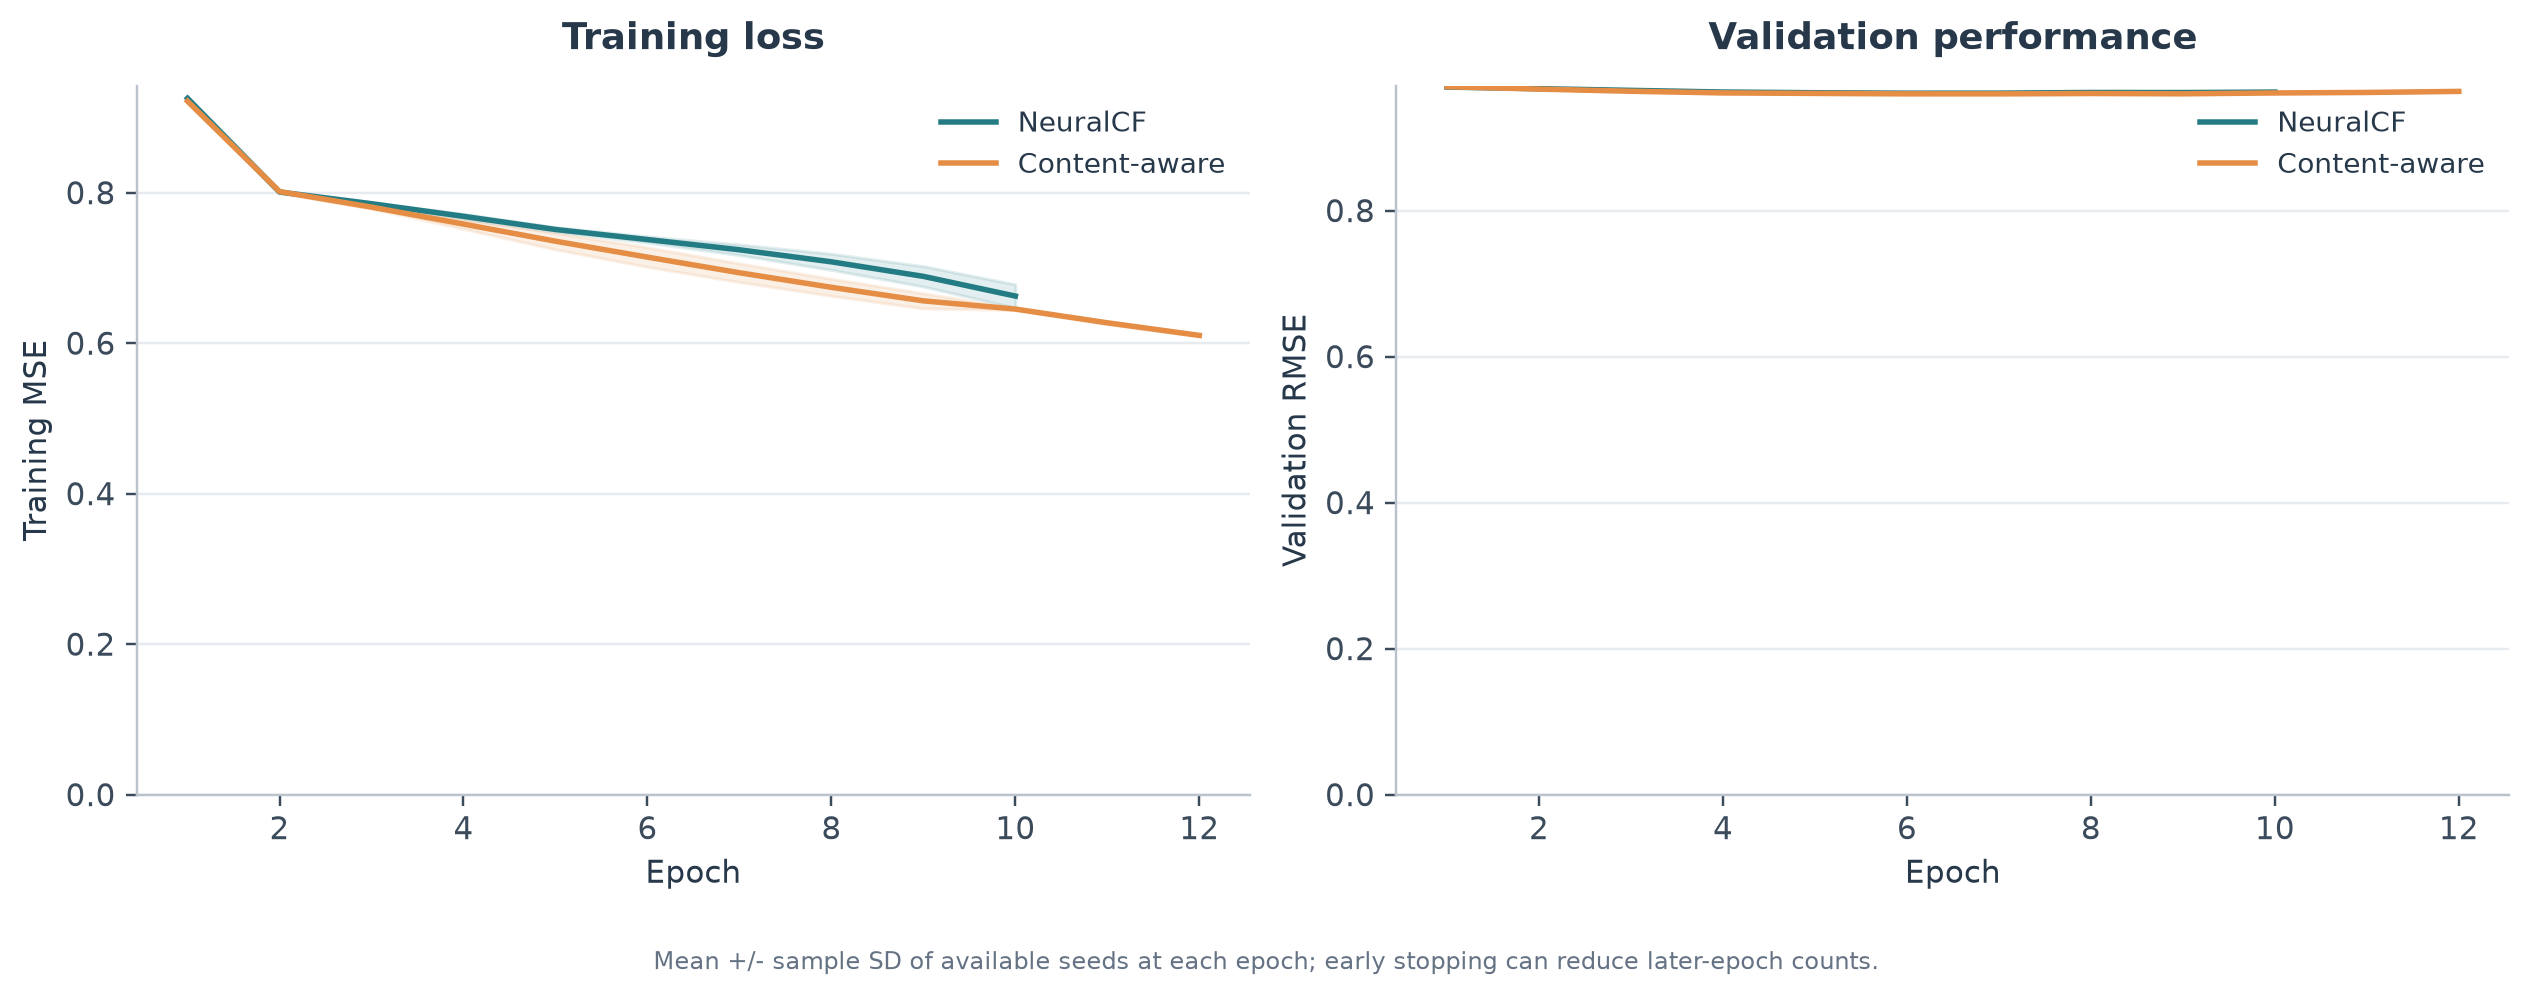 Training loss
NeuralCF
Content-aware
Training MSE
0.8
0.6
0.4
0.2
0.0
2 4 6 8 10 12
Epoch
Validation performance
NeuralCF
Content-aware
Validation RMSE
0.8
0.6
0.4
0.2
0.0
2 4 6 8 10 12
Epoch
Mean +/- sample SD of available seeds at each epoch; early stopping can reduce later-epoch counts.